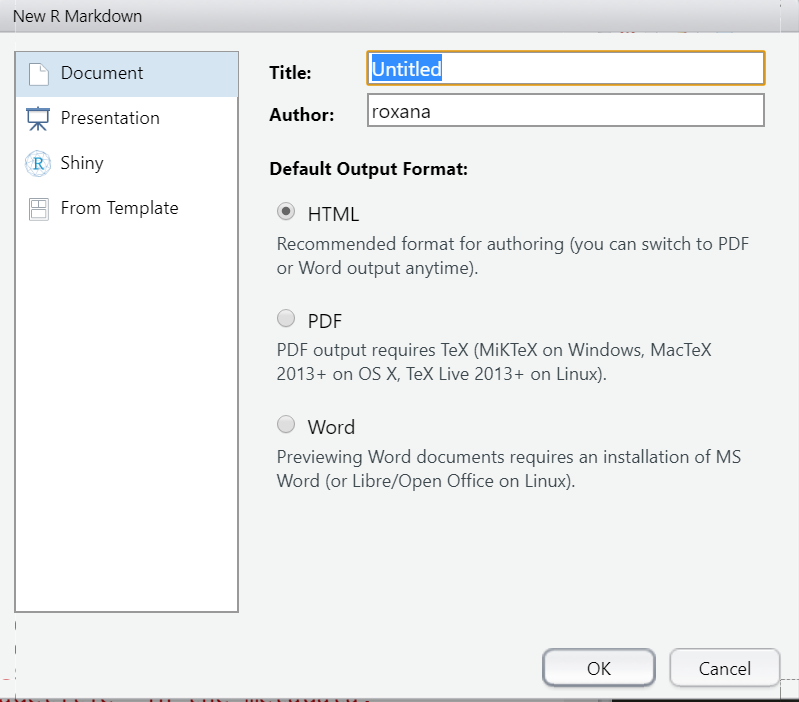 New R Markdown
Document
Presentation
Shiny
From Template
Title:
Untitled
Author:
roxana
Default Output Format:
HTML
Recommended format for authoring (you can switch to PDF
or Word output anytime).
PDF
PDF output requires TeX (MiKTeX on Windows, MacTeX
2013+ on OS X, TeX Live 2013+ on Linux).
Word
Previewing Word documents requires an installation of MS
Word (or Libre/Open Office on Linux).
OK
Cancel